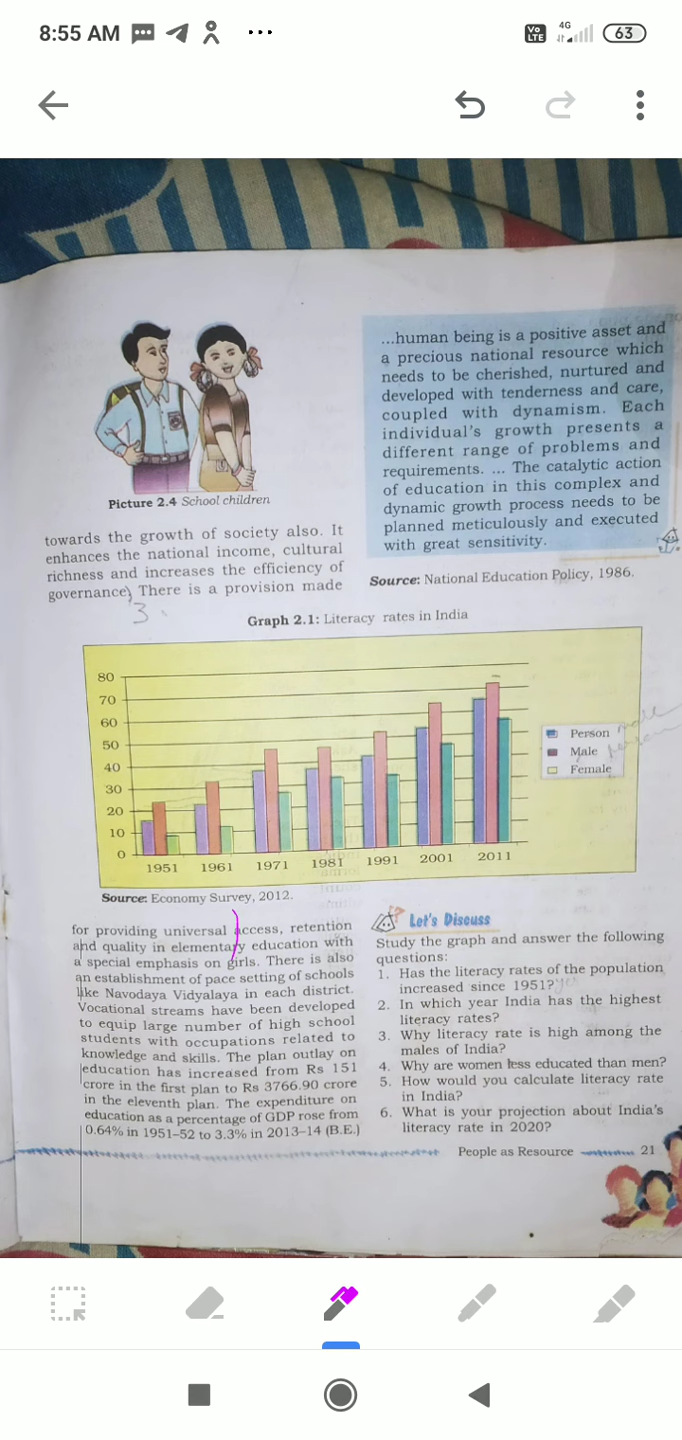 8:55 AM
Vo
LTE
4G
63
...human being is a positive asset and
a precious national resource which
needs to be cherished, nurtured and
developed with tenderness and care,
coupled with dynamism. Each
individual's growth presents a
different range of problems and
requirements. ... The catalytic action
of education in this complex and
dynamic growth process needs to be
planned meticulously and executed
with great sensitivity.
Source: National Education Policy, 1986.
Picture 2.4 School children
towards the growth of society also. It
enhances the national income, cultural
richness and increases the efficiency of
governance. There is a provision made
3
Graph 2.1: Literacy rates in India
80
70
60
50
40
30
20
10
0
1951 1961 1971 1981 1991 2001 2011
Person male
Male person
Female
Source: Economy Survey, 2012.
for providing universal access, retention
and quality in elementary education with
a special emphasis on girls. There is also
an establishment of pace setting of schools
like Navodaya Vidyalaya in each district.
Vocational streams have been developed
to equip large number of high school
students with occupations related to
knowledge and skills. The plan outlay on
education has increased from Rs 151
crore in the first plan to Rs 3766.90 crore
in the eleventh plan. The expenditure on
education as a percentage of GDP rose from
0.64% in 1951–52 to 3.3% in 2013–14 (B.E.)
Let's Discuss
Study the graph and answer the following
questions:
1. Has the literacy rates of the population
increased since 1951? yes
2. In which year India has the highest
literacy rates?
3. Why literacy rate is high among the
males of India?
4. Why are women less educated than men?
5. How would you calculate literacy rate
in India?
6. What is your projection about India's
literacy rate in 2020?
People as Resource 21